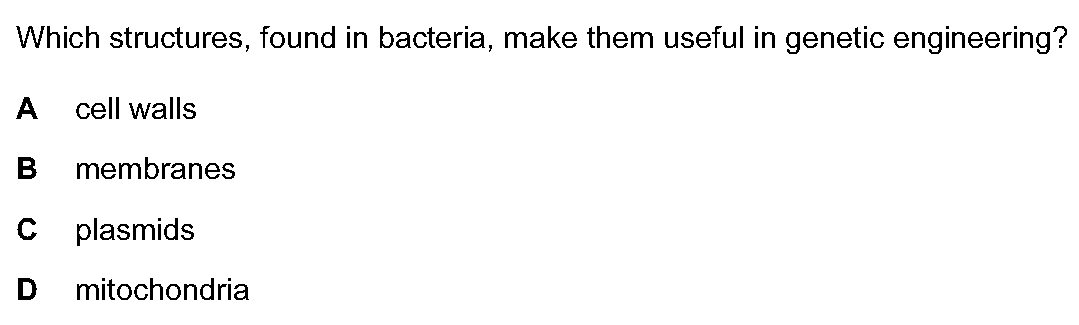 Which structures, found in bacteria, make them useful in genetic engineering?
A cell walls
B membranes
C plasmids
D mitochondria